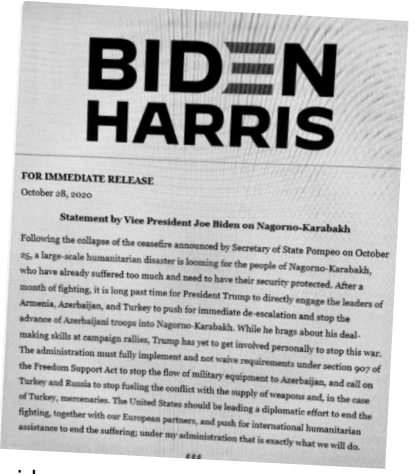 BIDEN
HARRIS
FOR IMMEDIATE RELEASE
October 28, 2020
Statement by Vice President Joe Biden on Nagorno-Karabakh
Following the collapse of the ceasefire announced by Secretary of State Pompeo on October
25, a large-scale humanitarian disaster is looming for the people of Nagorno-Karabakh,
who have already suffered too much and need to have their security protected. After a
month of fighting, it is long past time for President Trump to directly engage the leaders of
Armenia, Azerbaijan, and Turkey to push for immediate de-escalation and stop the
advance of Azerbaijani troops into Nagorno-Karabakh. While he brags about his deal-
making skills at campaign rallies, Trump has yet to get involved personally to stop this war.
The administration must fully implement and not waive requirements under section 907 of
the Freedom Support Act to stop the flow of military equipment to Azerbaijan, and call on
Turkey and Russia to stop fueling the conflict with the supply of weapons and, in the case
of Turkey, mercenaries. The United States should be leading a diplomatic effort to end the
fighting, together with our European partners, and push for international humanitarian
assistance to end the suffering; under my administration that is exactly what we will do.
###